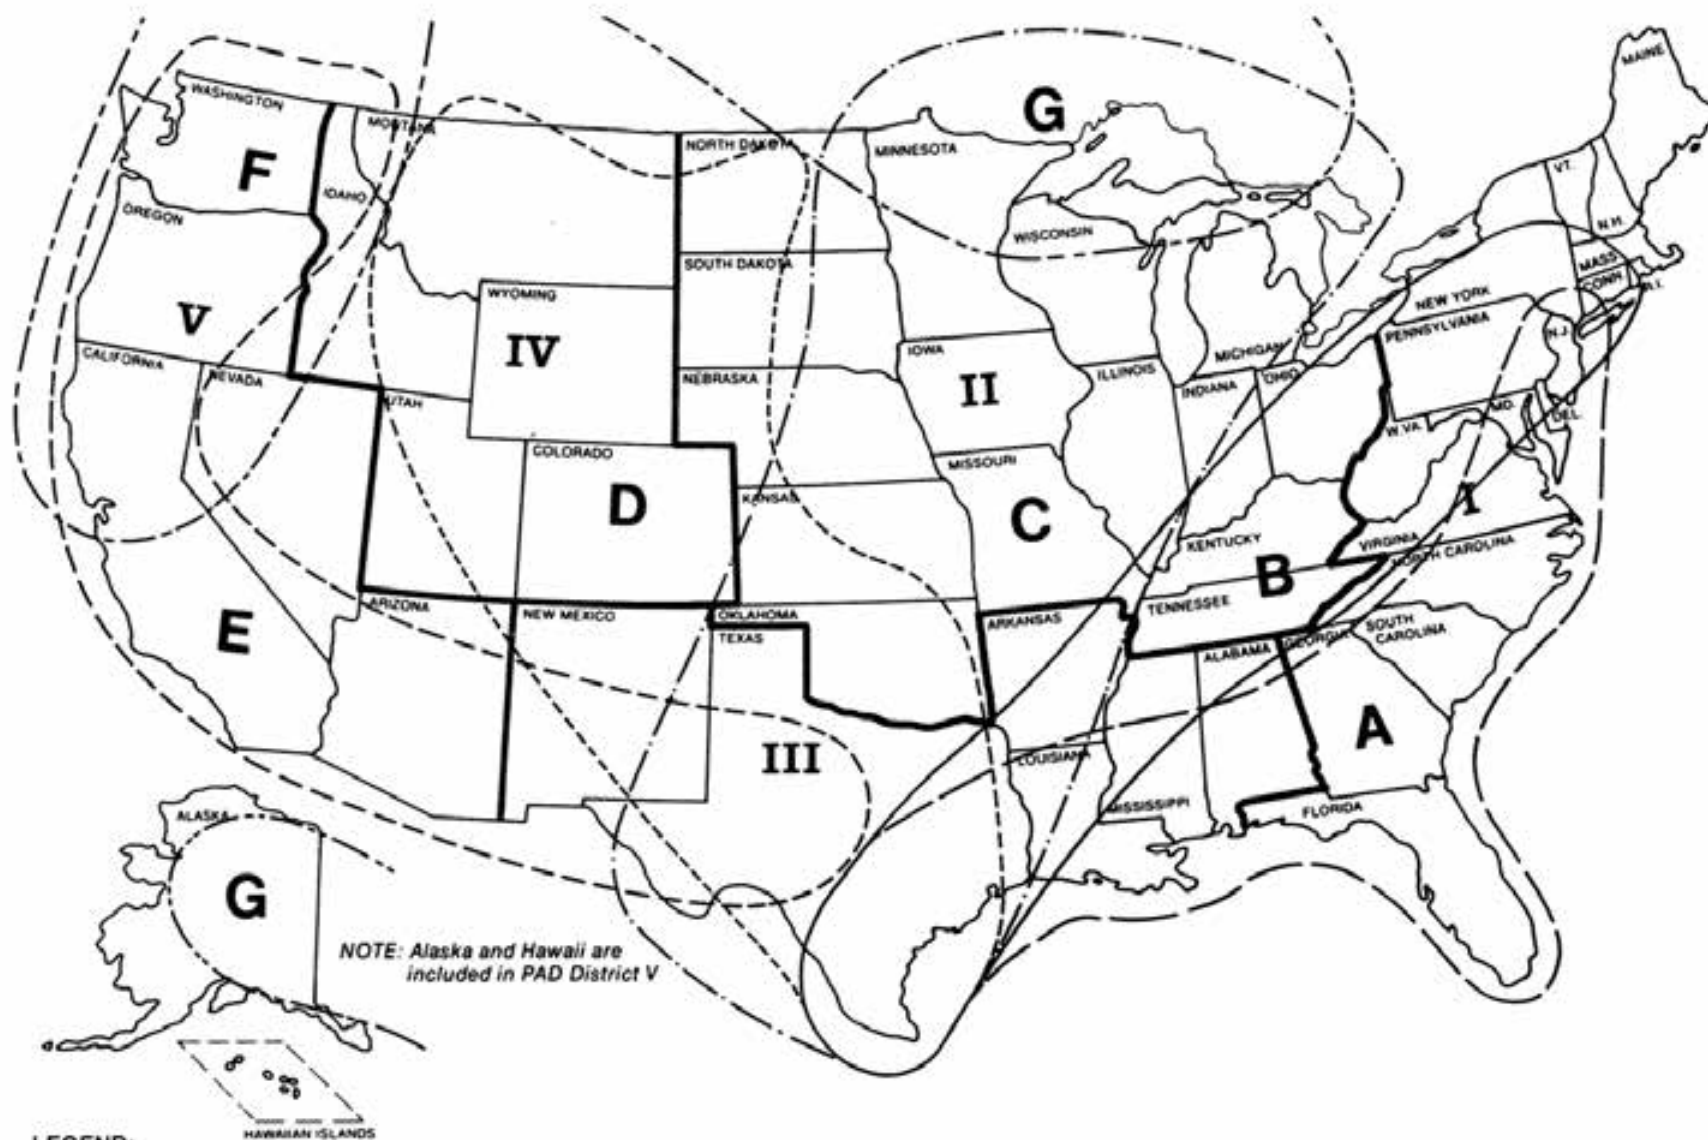 G
MAINE
WASHINGTON
MONTANA
NORTH DAKOTA
MINNESOTA
VT.
F
IDAHO
OREGON
WISCONSIN
N.H.
SOUTH DAKOTA
MASS
CONN
R.I.
WYOMING
NEW YORK
V
IV
PENNSYLVANIA
N.J.
CALIFORNIA
NEVADA
IOWA
MICHIGAN
UTAH
NEBRASKA
II
ILLINOIS
INDIANA
OHIO
MD.
DEL.
W.VA.
COLORADO
MISSOURI
D
KANSAS
C
I
KENTUCKY
VIRGINIA
NORTH CAROLINA
B
E
ARIZONA
NEW MEXICO
OKLAHOMA
TEXAS
ARKANSAS
TENNESSEE
GEORGIA
SOUTH
CAROLINA
ALABAMA
A
III
LOUISIANA
MISSISSIPPI
FLORIDA
ALASKA
G
NOTE: Alaska and Hawaii are
included in PAD District V
HAWAIIAN ISLANDS
LEGEND: